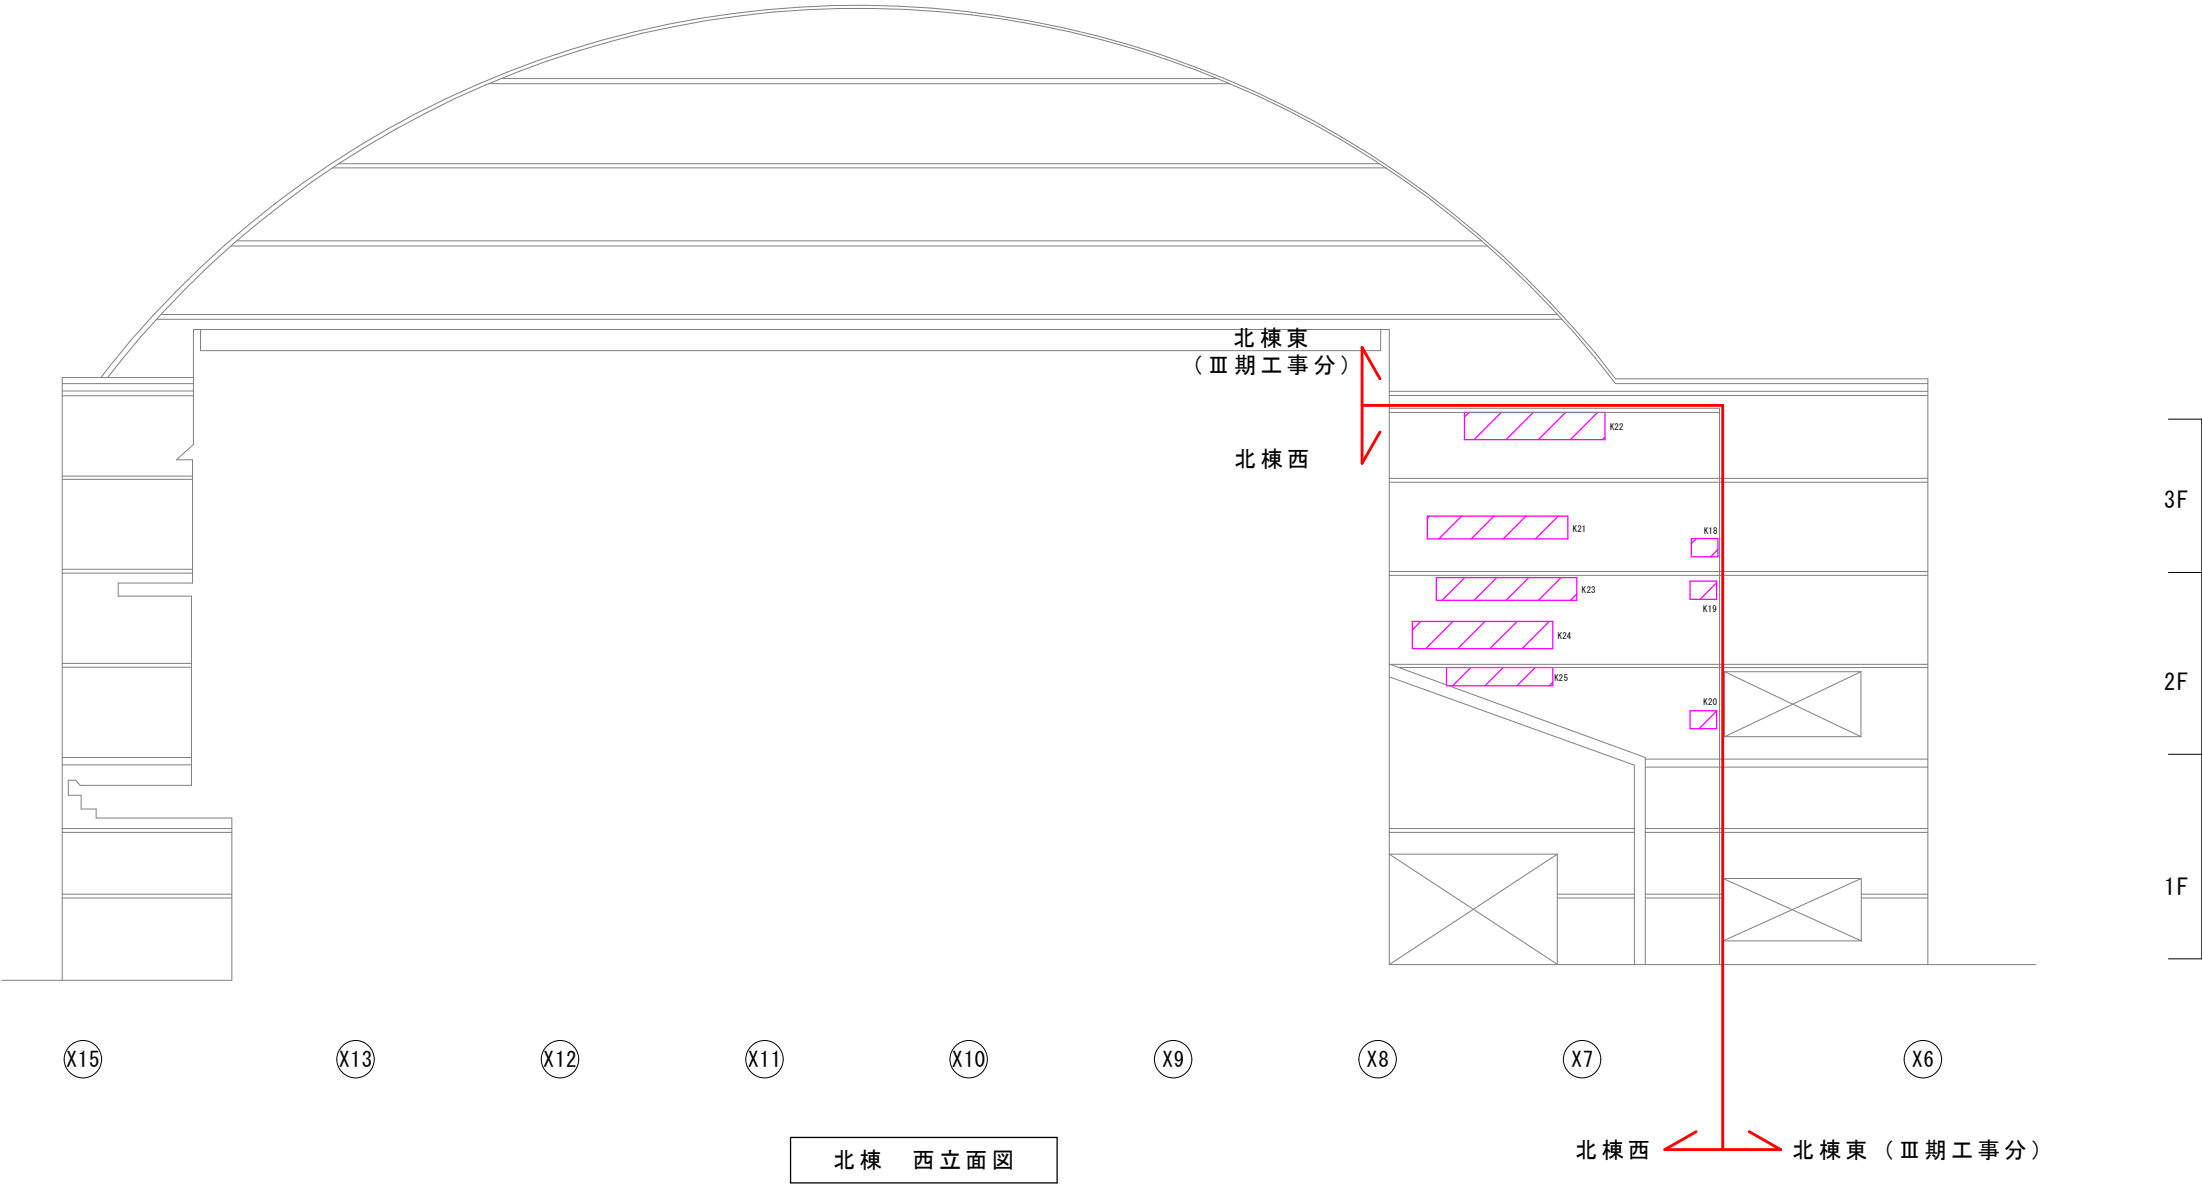 北棟東
（Ⅲ期工事分）
北棟西
K22
3F
K21
K18
K23
K19
K24
K25
2F
K20
1F
X15
X13
X12
X11
X10
X9
X8
X7
X6
北棟西
北棟東（Ⅲ期工事分）
北棟　西立面図